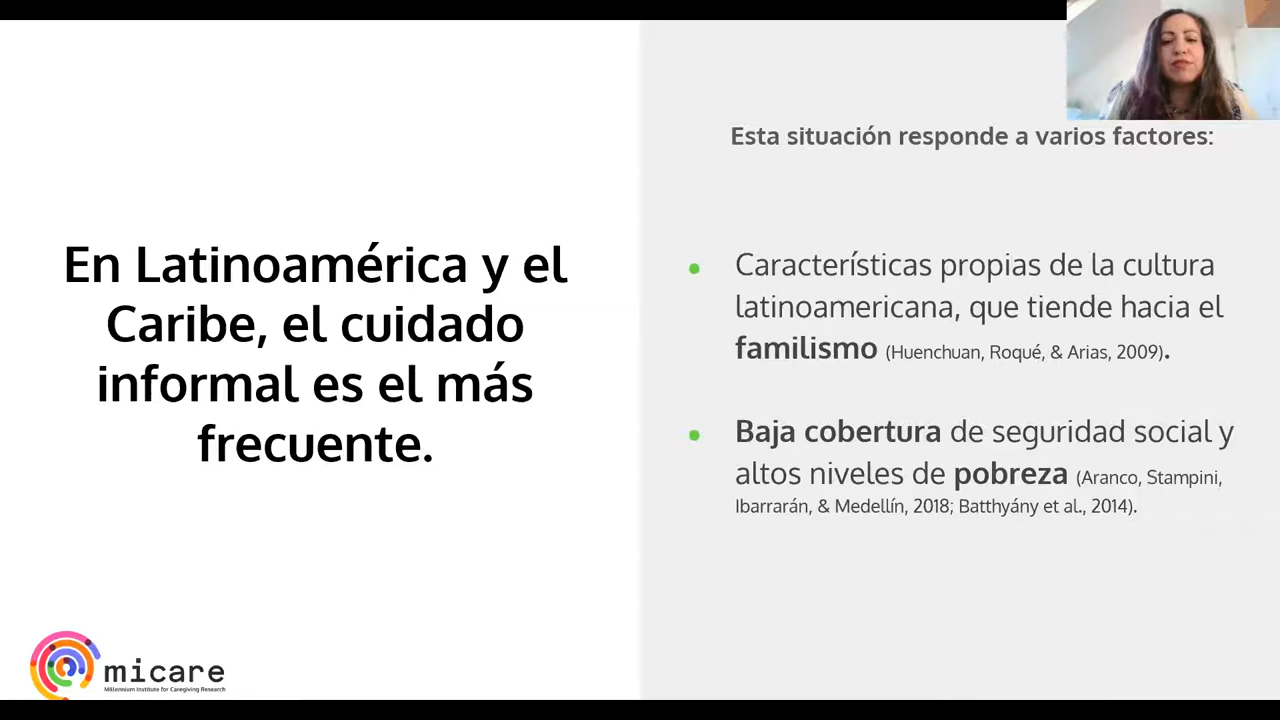 En Latinoamérica y el
Caribe, el cuidado
informal es el más
frecuente.
Esta situación responde a varios factores:
• Características propias de la cultura
latinoamericana, que tiende hacia el
familismo (Huenchuan, Roqué, & Arias, 2009).
• Baja cobertura de seguridad social y
altos niveles de pobreza (Aranco, Stampini,
Ibarrarán, & Medellín, 2018; Batthyány et al., 2014).
micare
Millennium Institute for Caregiving Research